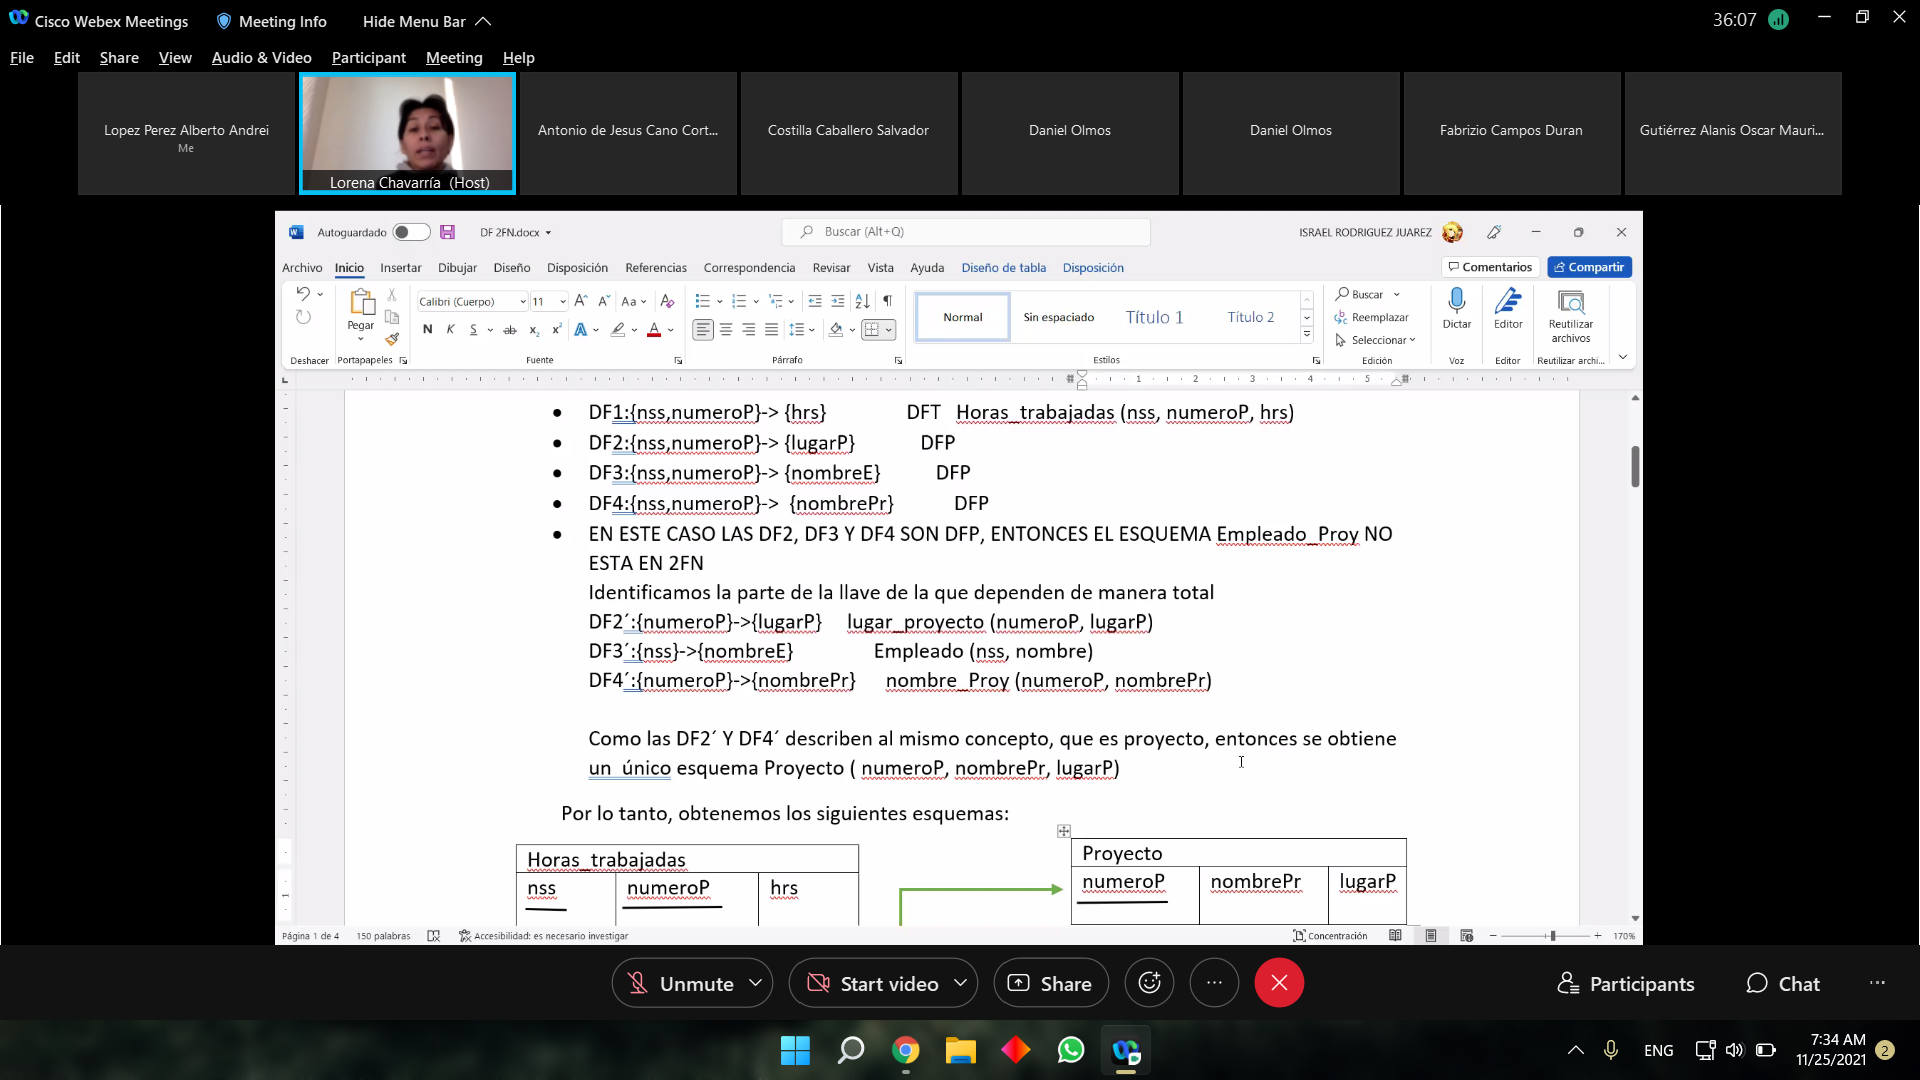 Cisco Webex Meetings
Meeting Info
Hide Menu Bar
36:07
File Edit Share View Audio & Video Participant Meeting Help
Lopez Perez Alberto Andrei
Me
Lorena Chavarría (Host)
Antonio de Jesus Cano Cort...
Costilla Caballero Salvador
Daniel Olmos
Daniel Olmos
Fabrizio Campos Duran
Gutiérrez Alanis Oscar Mauri...
Autoguardado
DF 2FN.docx
Buscar (Alt+Q)
ISRAEL RODRIGUEZ JUAREZ
Archivo Inicio Insertar Dibujar Diseño Disposición Referencias Correspondencia Revisar Vista Ayuda Diseño de tabla Disposición
Comentarios
Compartir
Pegar
Calibri (Cuerpo) 11
Aa
N K S ab x₂ x²
A A
Normal
Sin espaciado
Título 1
Título 2
Buscar
Reemplazar
Seleccionar
Dictar
Editor
Reutilizar
archivos
Deshacer Portapapeles Fuente Párrafo Estilos Edición Voz Editor Reutilizar archi...
1 2 3 4 5
DF1:{nss,numeroP}-> {hrs} DFT Horas_trabajadas (nss, numeroP, hrs)
DF2:{nss,numeroP}-> {lugarP} DFP
DF3:{nss,numeroP}-> {nombreE} DFP
DF4:{nss,numeroP}-> {nombrePr} DFP
EN ESTE CASO LAS DF2, DF3 Y DF4 SON DFP, ENTONCES EL ESQUEMA Empleado_Proy NO
ESTA EN 2FN
Identificamos la parte de la llave de la que dependen de manera total
DF2´:{numeroP}->{lugarP} lugar_proyecto (numeroP, lugarP)
DF3´:{nss}->{nombreE} Empleado (nss, nombre)
DF4´:{numeroP}->{nombrePr} nombre_Proy (numeroP, nombrePr)
Como las DF2´ Y DF4´ describen al mismo concepto, que es proyecto, entonces se obtiene
un único esquema Proyecto ( numeroP, nombrePr, lugarP)
Por lo tanto, obtenemos los siguientes esquemas:
Horas_trabajadas
nss numeroP hrs
Proyecto
numeroP nombrePr lugarP
Página 1 de 4 150 palabras Accesibilidad: es necesario investigar
Concentración
170%
Unmute
Start video
Share
Participants
Chat
ENG
7:34 AM
11/25/2021
2